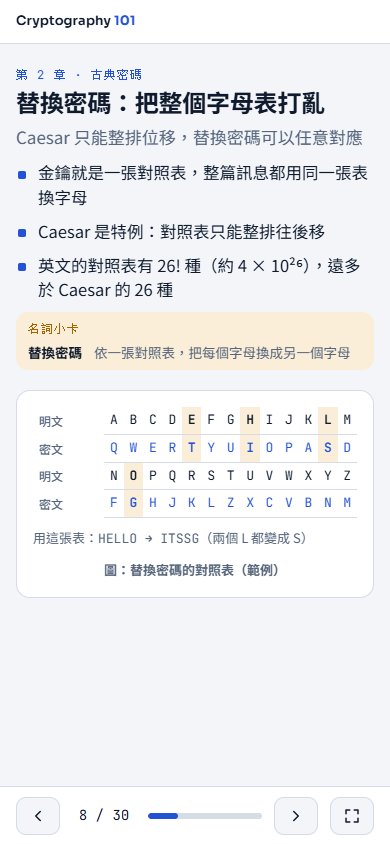 Cryptography 101
第 2 章 · 古典密碼
替換密碼：把整個字母表打亂
Caesar 只能整排位移，替換密碼可以任意對應
金鑰就是一張對照表，整篇訊息都用同一張表
換字母
Caesar 是特例：對照表只能整排往後移
英文的對照表有 26! 種（約 4 × 10²⁶），遠多
於 Caesar 的 26 種
名詞小卡
替換密碼 依一張對照表，把每個字母換成另一個字母
明文 A B C D E F G H I J K L M
密文 Q W E R T Y U I O P A S D
明文 N O P Q R S T U V W X Y Z
密文 F G H J K L Z X C V B N M
用這張表：HELLO → ITSSG（兩個 L 都變成 S）
圖：替換密碼的對照表（範例）
8 / 30